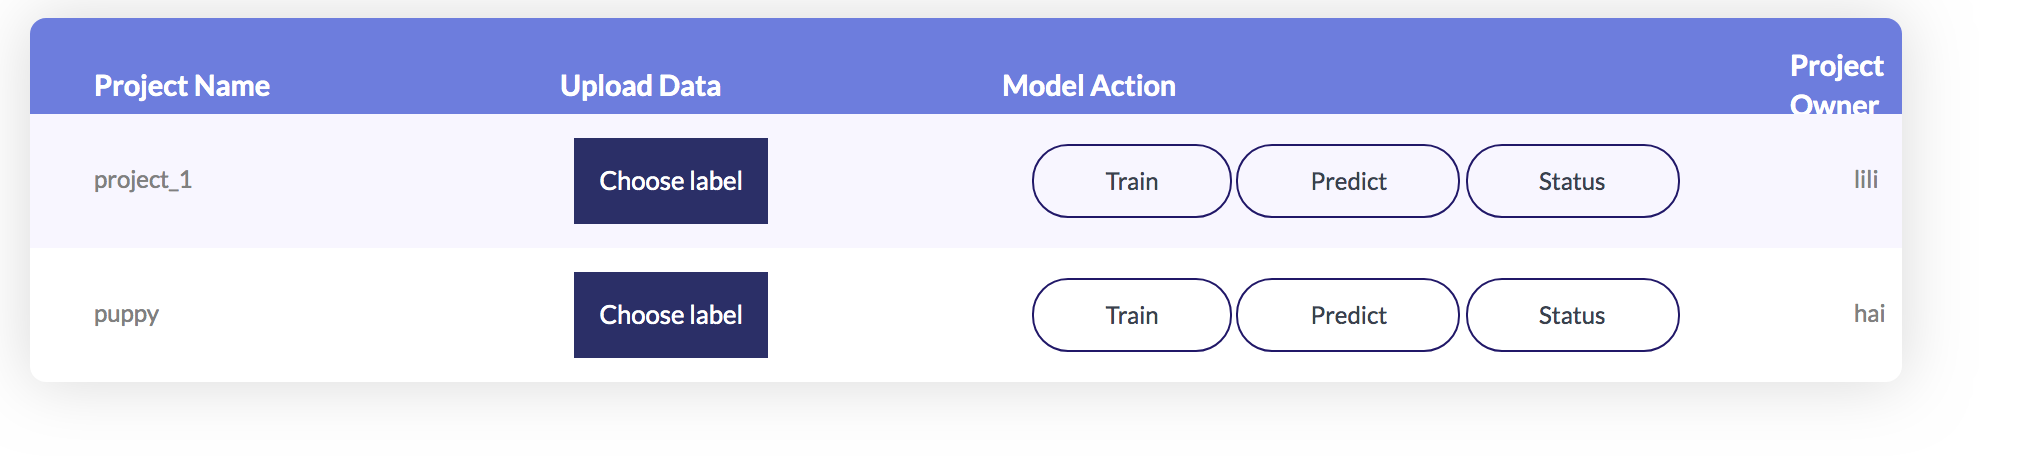 Project Name Upload Data Model Action Project
Owner
project_1 Choose label Train Predict Status lili
puppy Choose label Train Predict Status hai